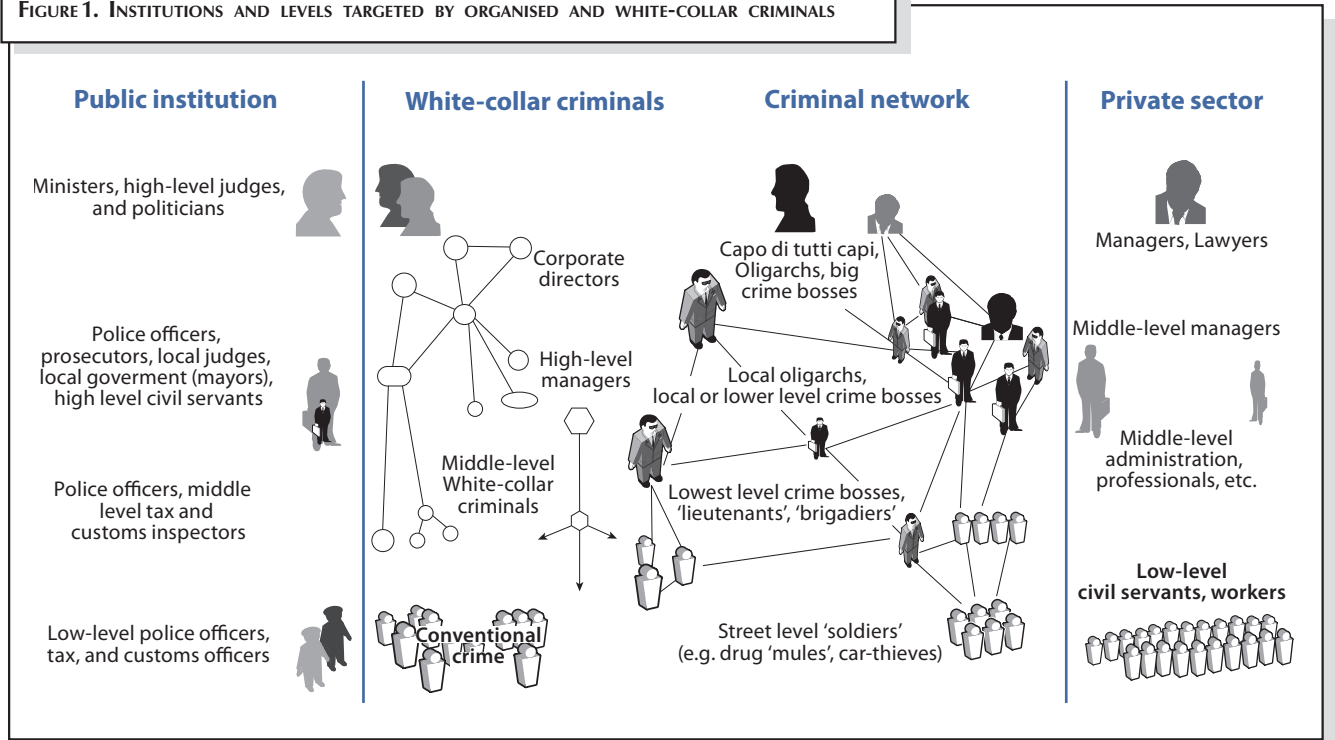 FIGURE 1. INSTITUTIONS AND LEVELS TARGETED BY ORGANISED AND WHITE-COLLAR CRIMINALS
Public institution
Ministers, high-level judges,
and politicians
Police officers,
prosecutors, local judges,
local goverment (mayors),
high level civil servants
Police officers, middle
level tax and
customs inspectors
Low-level police officers,
tax, and customs officers
White-collar criminals
Corporate
directors
High-level
managers
Middle-level
White-collar
criminals
Conventional
crime
Criminal network
Capo di tutti capi,
Oligarchs, big
crime bosses
Local oligarchs,
local or lower level crime bosses
Lowest level crime bosses,
'lieutenants', 'brigadiers'
Street level 'soldiers'
(e.g. drug 'mules', car-thieves)
Private sector
Managers, Lawyers
Middle-level managers
Middle-level
administration,
professionals, etc.
Low-level
civil servants, workers